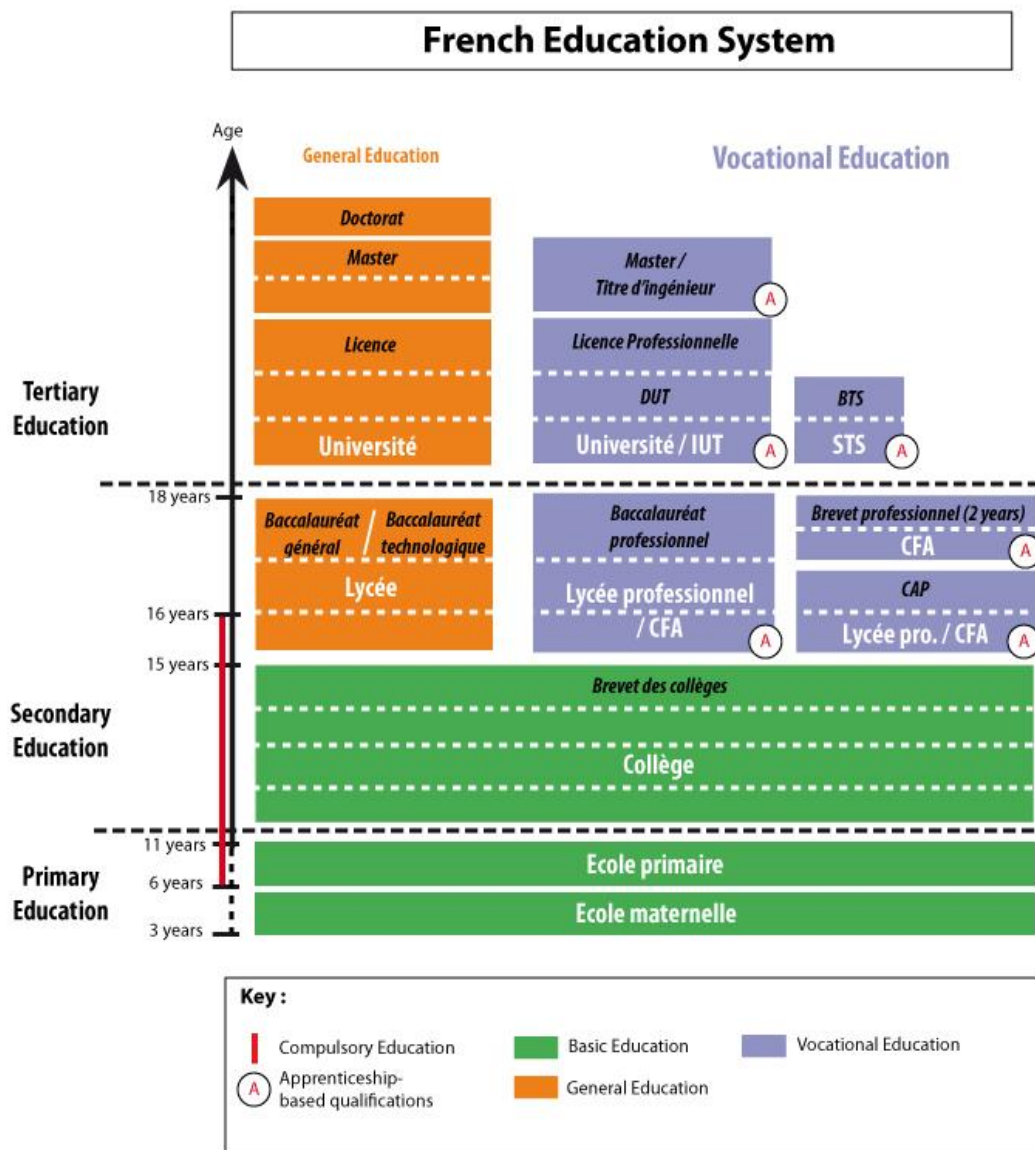 French Education System
Age
General Education
Vocational Education
Doctorat
Master
Master /
Titre d'ingénieur
A
Licence
Licence Professionnelle
Tertiary
Education
DUT
BTS
Université
Université / IUT
A
STS
A
18 years
Baccalauréat
général
/
Baccalauréat
technologique
Baccalauréat
professionnel
Brevet professionnel (2 years)
CFA
A
Lycée
Lycée professionnel
/ CFA
A
CAP
Lycée pro. / CFA
A
16 years
15 years
Secondary
Education
Brevet des collèges
Collège
11 years
Primary
Education
Ecole primaire
6 years
Ecole maternelle
3 years
Key :
Compulsory Education
Basic Education
Vocational Education
A
Apprenticeship-
based qualifications
General Education